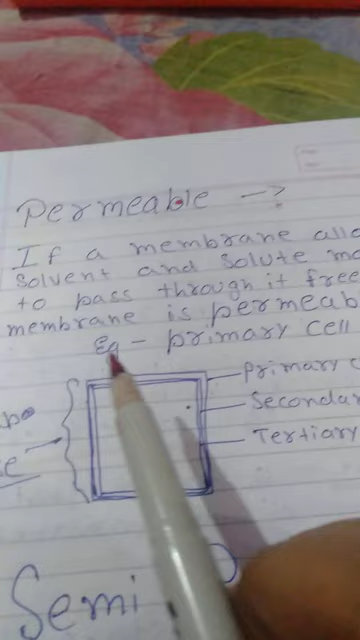 Permeable →
If a membrane allo
solvent and solute mo
to pass through it free
membrane is permeab
Eg - primary cell
Primary c
Secondar
Tertiary
Semi